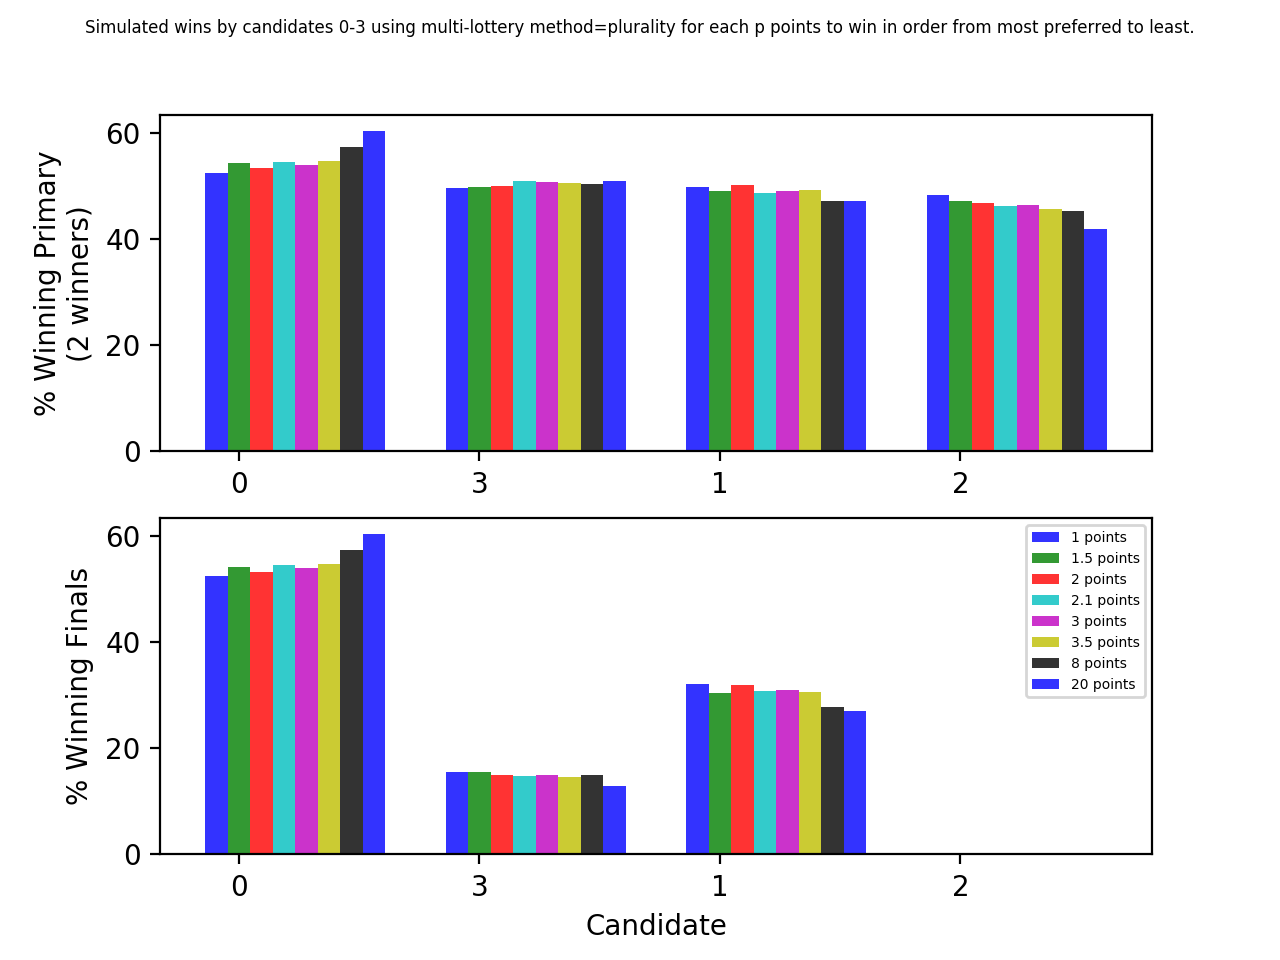 Simulated wins by candidates 0-3 using multi-lottery method=plurality for each p points to win in order from most preferred to least.
% Winning Primary
(2 winners)
60
40
20
0
0 3 1 2
% Winning Finals
60
40
20
0
1 points
1.5 points
2 points
2.1 points
3 points
3.5 points
8 points
20 points
0 3 1 2
Candidate